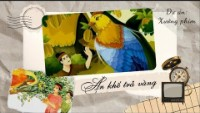 Dự án
Xưởng phim
Ăn khế trả vàng